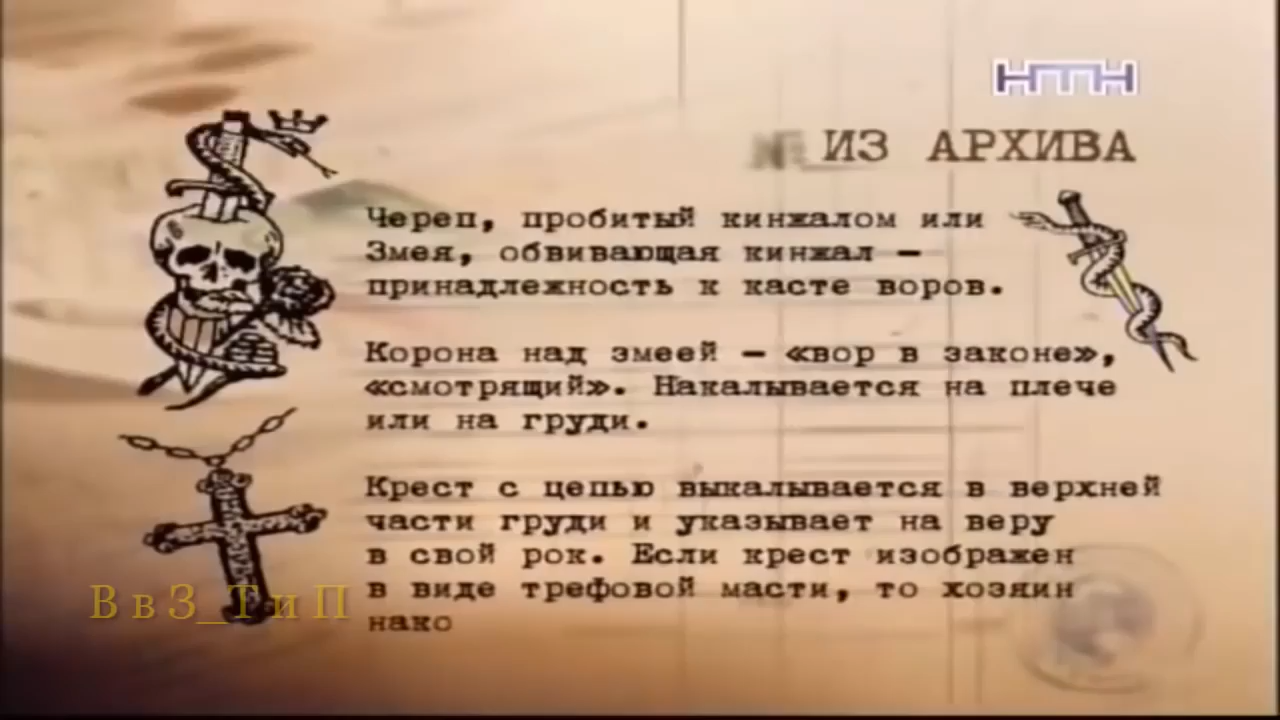 НТН
№ ИЗ АРХИВА
Череп, пробитый кинжалом или
Змея, обвивающая кинжал –
принадлежность к касте воров.
Корона над змеей – «вор в законе»,
«смотрящий». Накалывается на плече
или на груди.
Крест с цепью выкалывается в верхней
части груди и указывает на веру
в свой рок. Если крест изображен
в виде трефовой масти, то хозяин
нако
ВвЗ_ТиП